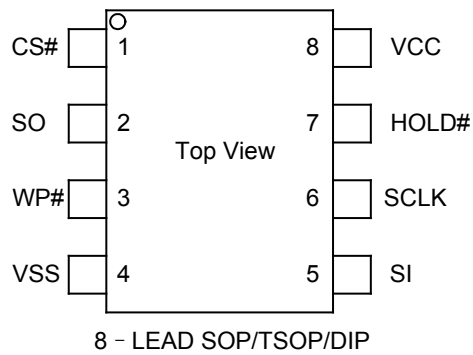 CS# 1 8 VCC
SO 2 7 HOLD#
Top View
WP# 3 6 SCLK
VSS 4 5 SI
8 - LEAD SOP/TSOP/DIP